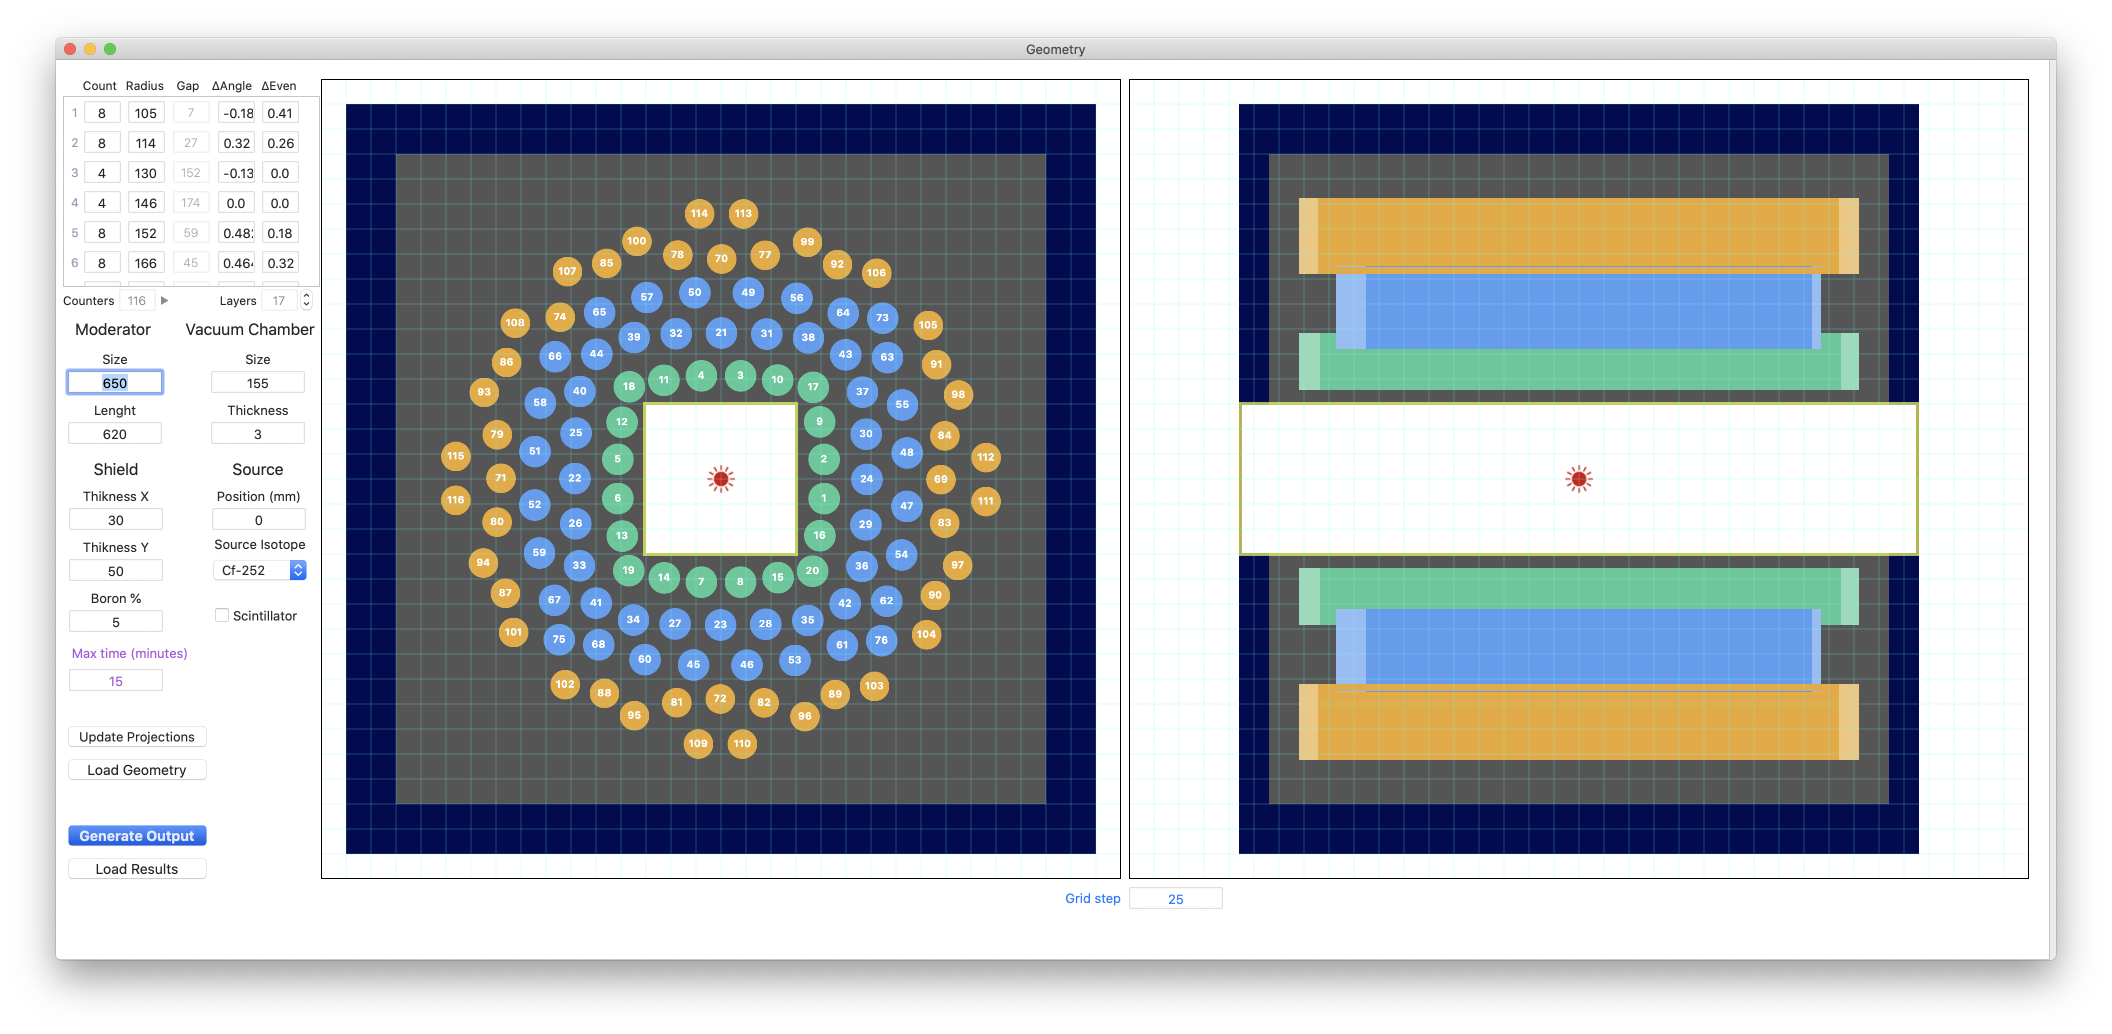 Geometry
Count Radius Gap ΔAngle ΔEven
1 8 105 7 -0.18 0.41
2 8 114 27 0.32 0.26
3 4 130 152 -0.13 0.0
4 4 146 174 0.0 0.0
5 8 152 59 0.48 0.18
6 8 166 45 0.46 0.32
Counters 116 Layers 17
Moderator
Size
650
Lenght
620
Vacuum Chamber
Size
155
Thickness
3
Shield
Thikness X
30
Thikness Y
50
Boron %
5
Source
Position (mm)
0
Source Isotope
Cf-252
Scintillator
Max time (minutes)
15
Update Projections
Load Geometry
Generate Output
Load Results
114 113
100 99
78 70 77
107 85 92 106
57 50 49 56
108 74 65 64 73 105
39 32 21 31 38
86 66 44 43 63 91
18 11 4 3 10 17
93 58 40 37 55 98
79 25 12 9 30 84
115 51 5 2 48 112
71 22 24 69
116 52 6 1 47 111
80 26 13 16 29 83
94 59 33 19 20 36 54 97
14 7 8 15
87 67 41 42 62 90
101 75 34 27 23 28 35 76 104
68 60 45 46 53 61
102 88 81 72 82 89 103
95 96
109 110
Grid step 25